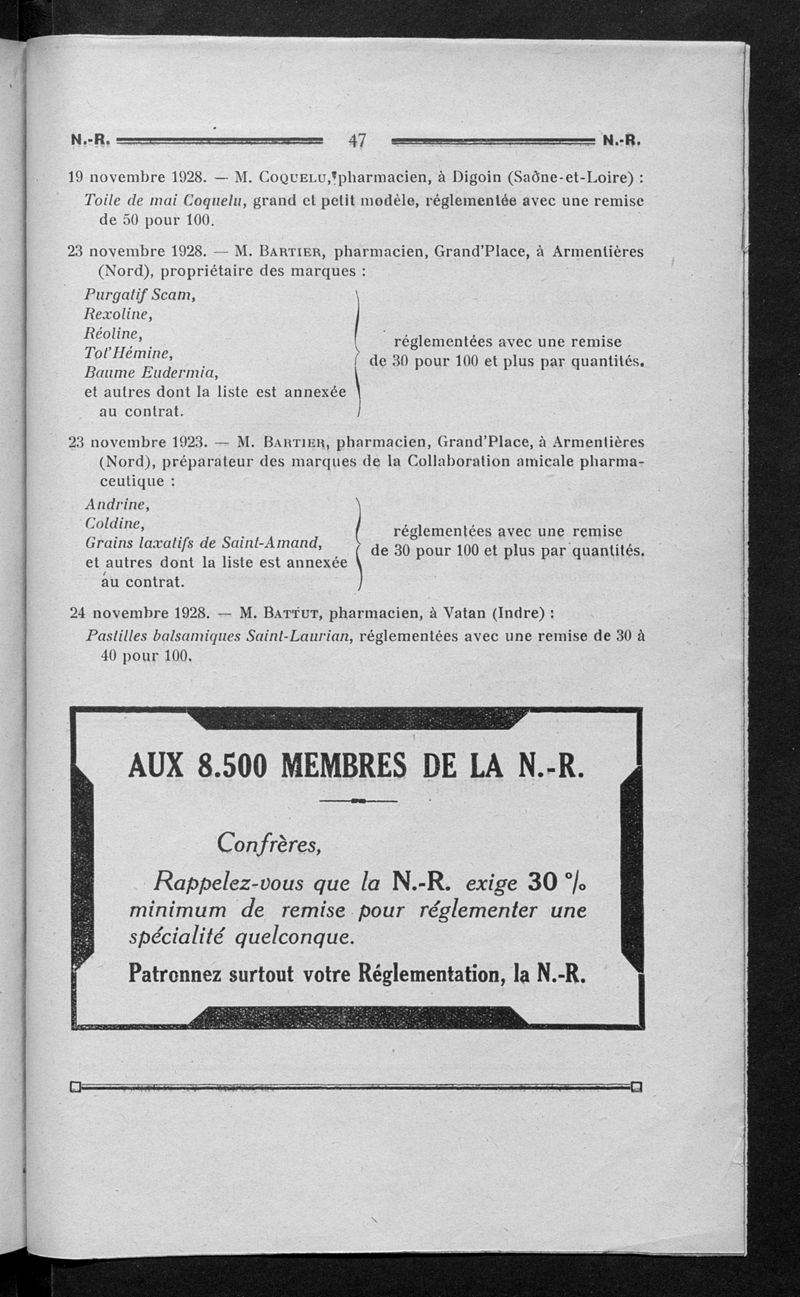 N.-R. 47 N.-R.
19 novembre 1928. — M. COQUELU, pharmacien, à Digoin (Saône-et-Loire) :
Toile de mai Coquelu, grand et petit modèle, réglementée avec une remise
de 50 pour 100.
23 novembre 1928. — M. BARTIER, pharmacien, Grand'Place, à Armentières
(Nord), propriétaire des marques :
Purgatif Scam,
Rexoline,
Réoline,
Tot'Hémine,
Baume Eudermia,
et autres dont la liste est annexée
au contrat.
réglementées avec une remise
de 30 pour 100 et plus par quantités.
23 novembre 1923. — M. BARTIER, pharmacien, Grand'Place, à Armentières
(Nord), préparateur des marques de la Collaboration amicale pharma-
ceutique :
Andrine,
Coldine,
Grains laxatifs de Saint-Amand,
et autres dont la liste est annexée
au contrat.
réglementées avec une remise
de 30 pour 100 et plus par quantités.
24 novembre 1928. — M. BATTUT, pharmacien, à Vatan (Indre) :
Pastilles balsamiques Saint-Laurian, réglementées avec une remise de 30 à
40 pour 100.
AUX 8.500 MEMBRES DE LA N.-R.
Confrères,
Rappelez-vous que la N.-R. exige 30 %
minimum de remise pour réglementer une
spécialité quelconque.
Patronnez surtout votre Réglementation, la N.-R.